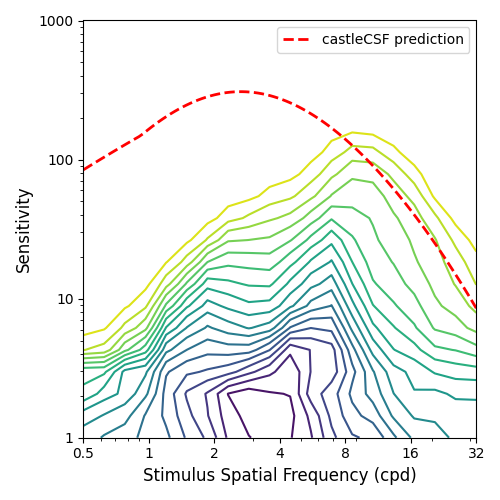 1000
castleCSF prediction
100
Sensitivity
10
1
0.5 1 2 4 8 16 32
Stimulus Spatial Frequency (cpd)